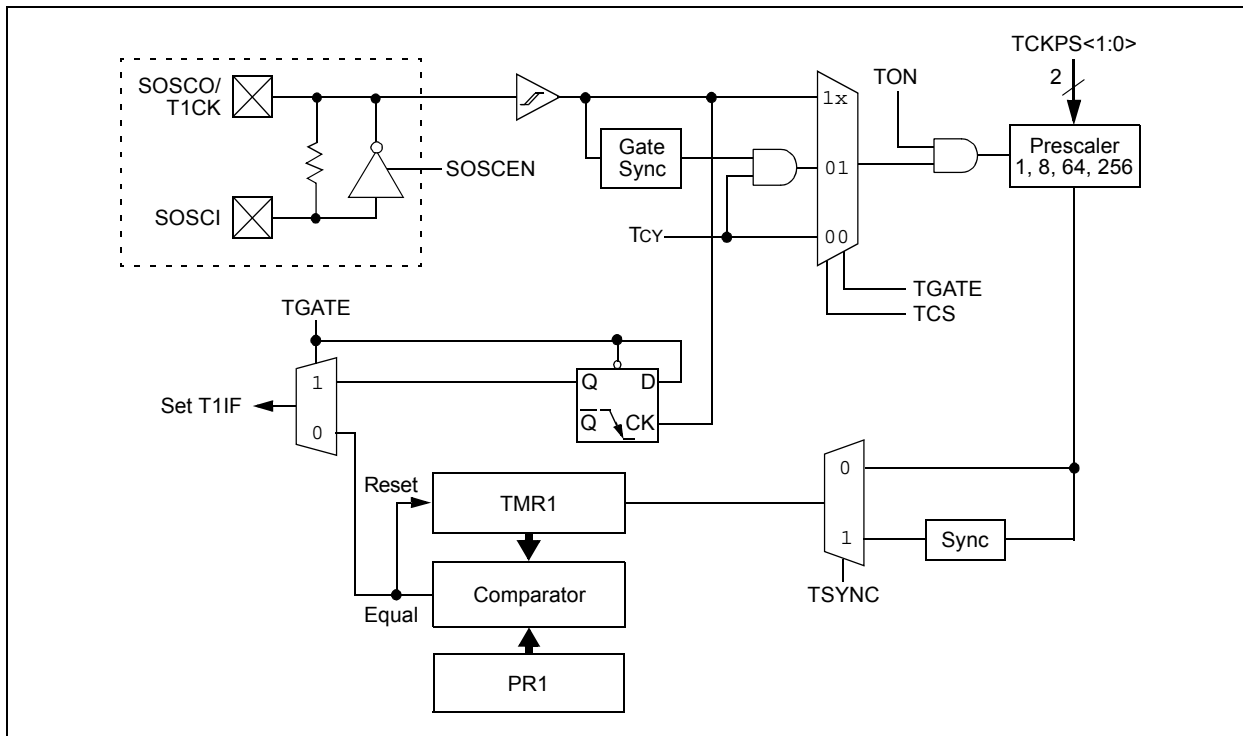 TCKPS<1:0>
2
SOSCO/
T1CK
TON
1x
Gate
Sync
Prescaler
1, 8, 64, 256
SOSCEN
01
SOSCI
TCY
00
TGATE
TCS
TGATE
1
Q
D
Set T1IF
Q
CK
0
0
Reset
TMR1
1
Sync
Comparator
TSYNC
Equal
PR1